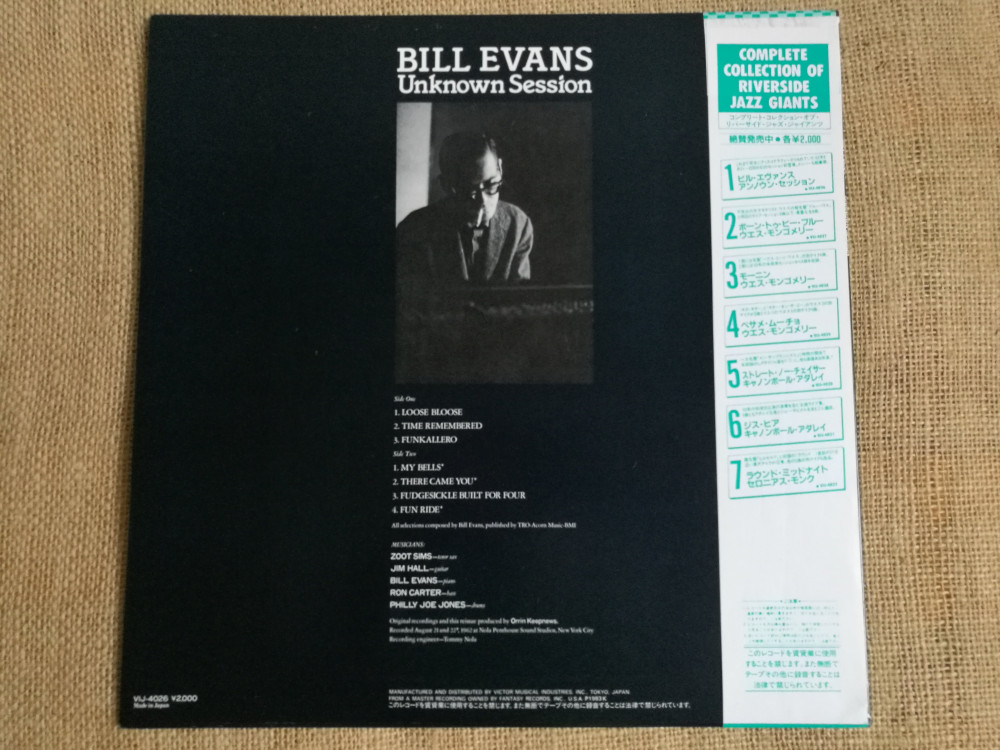 BILL EVANS
Unknown Session
Side One
1. LOOSE BLOOSE
2. TIME REMEMBERED
3. FUNKALLERO
Side Two
1. MY BELLS*
2. THERE CAME YOU*
3. FUDGESICKLE BUILT FOR FOUR
4. FUN RIDE*
All selections composed by Bill Evans, published by TRO-Acorn Music-BMI
MUSICIANS:
ZOOT SIMS—tenor sax
JIM HALL—guitar
BILL EVANS—piano
RON CARTER—bass
PHILLY JOE JONES—drums
Original recordings and this reissue produced by Orrin Keepnews.
Recorded August 21 and 22*, 1962 at Nola Penthouse Sound Studios, New York City
Recording engineer—Tommy Nola
VIJ-4026 ¥2,000
Made in Japan
MANUFACTURED AND DISTRIBUTED BY VICTOR MUSICAL INDUSTRIES, INC., TOKYO, JAPAN
FROM A MASTER RECORDING OWNED BY FANTASY RECORDS, INC., U.S.A.
このレコードを賃貸業に使用することを禁じます。また無断でテープその他に録音することは法律で禁じられています。
COMPLETE
COLLECTION OF
RIVERSIDE
JAZZ GIANTS
コンプリート・コレクション・オブ・
リバーサイド・ジャズ・ジャイアンツ
絶賛発売中●各¥2,000
1 ビル・エヴァンス
アンノウン・セッション
2 ボーン・トゥ・ビー・ブルー
ウエス・モンゴメリー
3 モーニン
ウエス・モンゴメリー
4 ベサメ・ムーチョ
ウエス・モンゴメリー
5 ストレート・ノー・チェイサー
キャノンボール・アダレイ
6 ジス・ヒア
キャノンボール・アダレイ
7 ラウンド・ミッドナイト
セロニアス・モンク
このレコードを賃貸業に使用
することを禁じます。また無断で
テープその他に録音することは
法律で禁じられています。